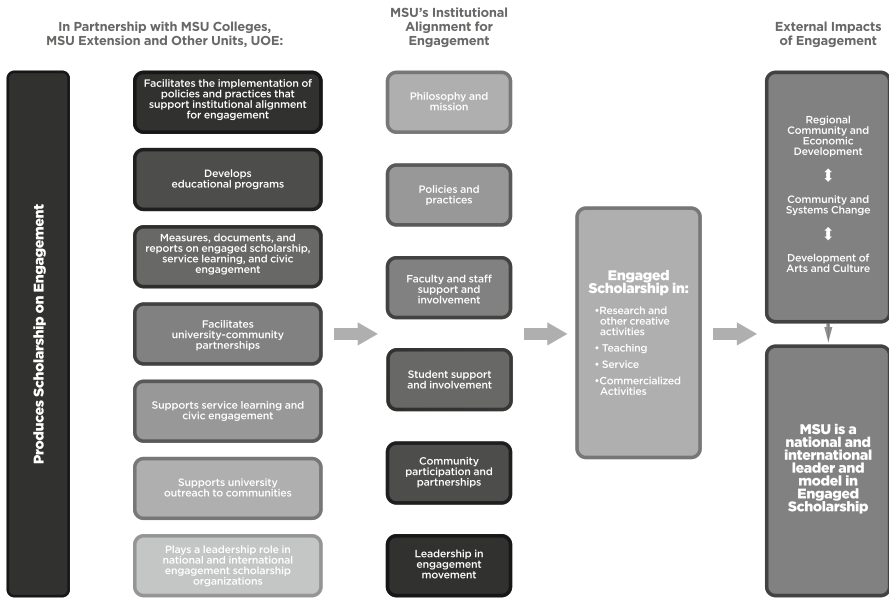 In Partnership with MSU Colleges,
MSU Extension and Other Units, UOE:
MSU's Institutional
Alignment for
Engagement
External Impacts
of Engagement
Produces Scholarship on Engagement
Facilitates the implementation of
policies and practices that
support institutional alignment
for engagement
Develops
educational programs
Measures, documents, and
reports on engaged scholarship,
service learning, and civic
engagement
Facilitates
university-community
partnerships
Supports service learning and
civic engagement
Supports university
outreach to communities
Plays a leadership role in
national and international
engagement scholarship
organizations
Philosophy and
mission
Policies and
practices
Faculty and staff
support and
involvement
Student support
and involvement
Community
participation and
partnerships
Leadership in
engagement
movement
Engaged
Scholarship in:
•Research and
other creative
activities
• Teaching
• Service
•Commercialized
Activities
Regional
Community and
Economic
Development
Community and
Systems Change
Development of
Arts and Culture
MSU is a
national and
international
leader and
model in
Engaged
Scholarship